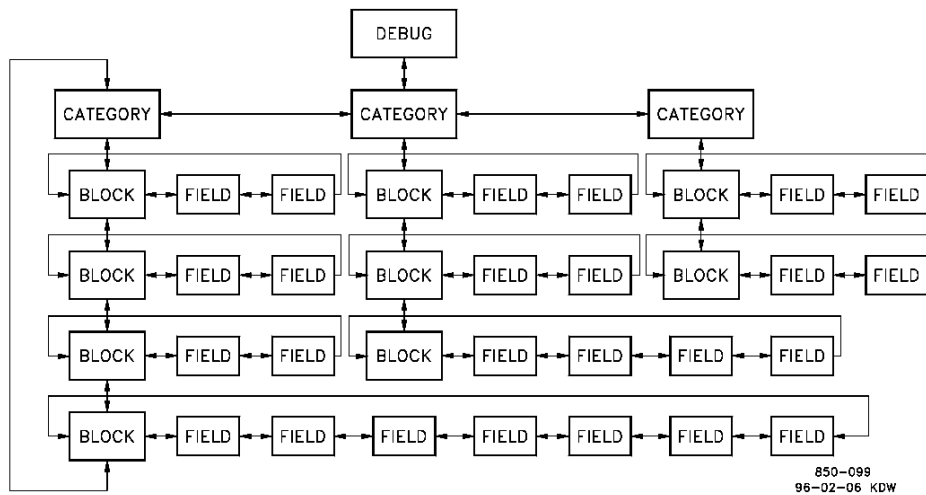 DEBUG
CATEGORY CATEGORY CATEGORY
BLOCK FIELD FIELD BLOCK FIELD FIELD BLOCK FIELD FIELD
BLOCK FIELD FIELD BLOCK FIELD FIELD BLOCK FIELD FIELD
BLOCK FIELD FIELD BLOCK FIELD FIELD FIELD FIELD
BLOCK FIELD FIELD FIELD FIELD FIELD FIELD FIELD
850-099
96-02-06 KDW